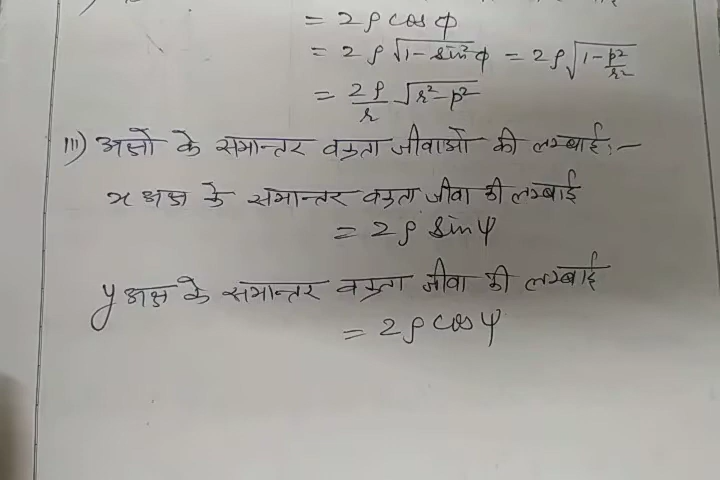 = 2ρ cos φ
= 2ρ √(1-sin²φ) = 2ρ √(1-p²/r²)
= 2ρ/r √(r²-p²)
III) अक्षो के समान्तर वक्रता जीवाओ की लम्बाई :-
x अक्ष के समान्तर वक्रता जीवा की लम्बाई
= 2ρ sin ψ
y अक्ष के समान्तर वक्रता जीवा की लम्बाई
= 2ρ cos ψ